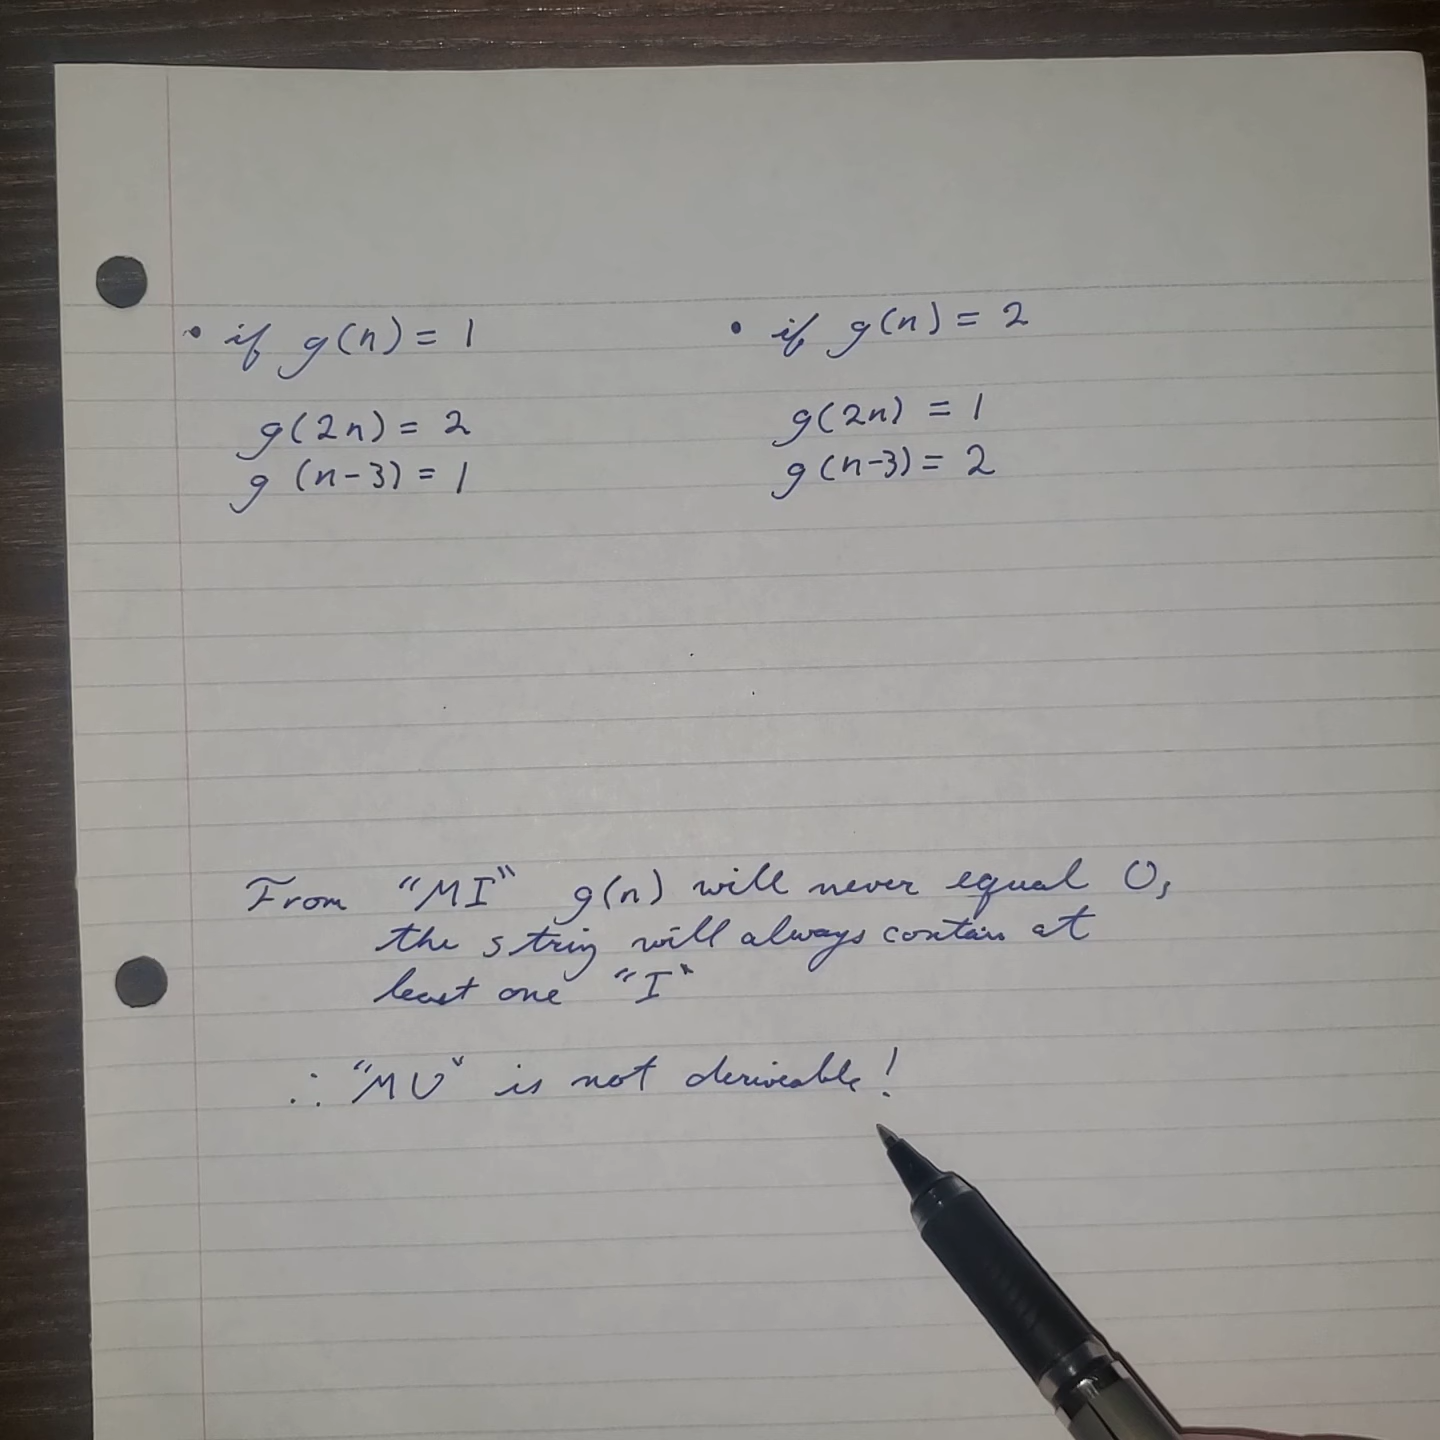 • if g(n) = 1
g(2n) = 2
g(n-3) = 1
• if g(n) = 2
g(2n) = 1
g(n-3) = 2
From "MI" g(n) will never equal 0,
the string will always contain at
least one "I"
∴ "MU" is not deriveable!